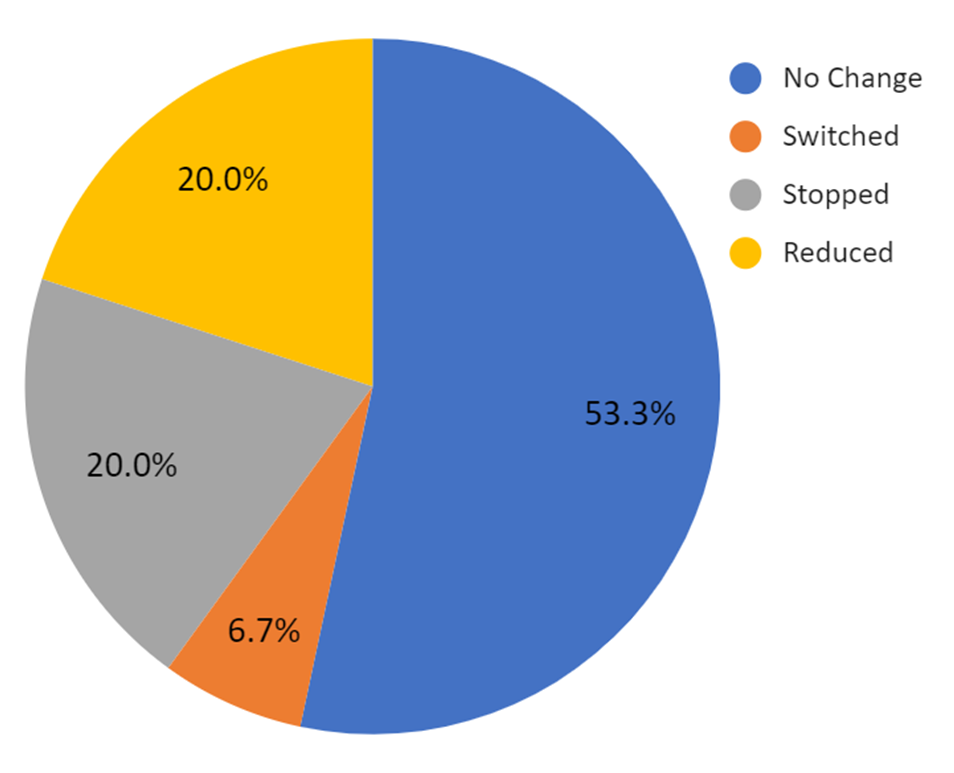 No Change
Switched
Stopped
Reduced
20.0%
53.3%
20.0%
6.7%